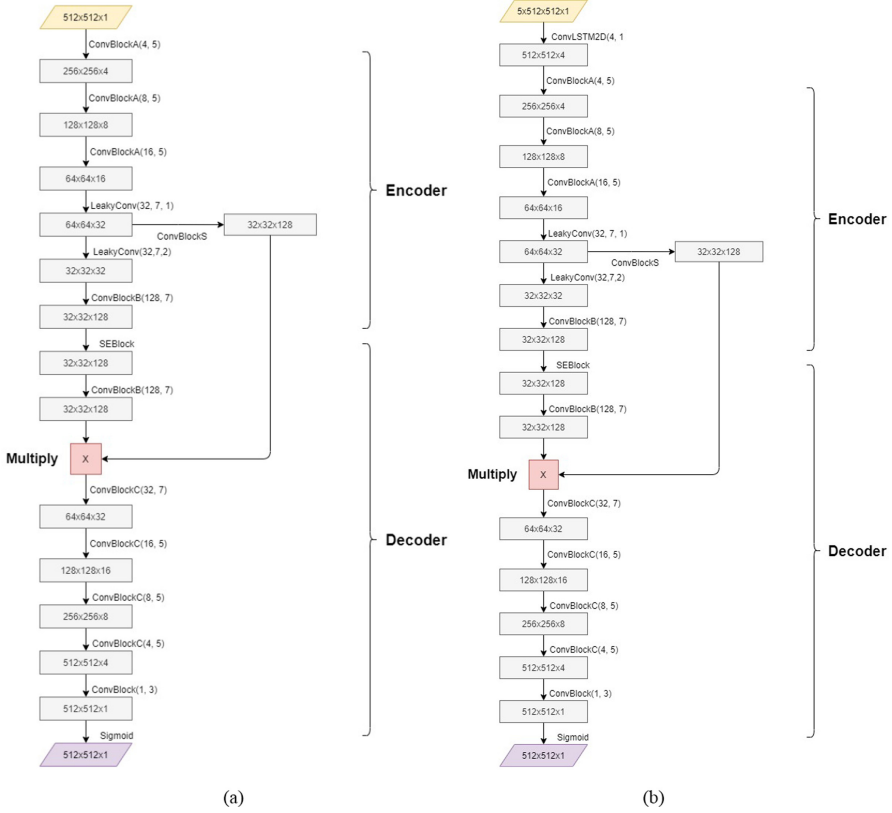 512x512x1
ConvBlockA(4, 5)
256x256x4
ConvBlockA(8, 5)
128x128x8
ConvBlockA(16, 5)
64x64x16
LeakyConv(32, 7, 1)
64x64x32
ConvBlockS
32x32x128
LeakyConv(32,7,2)
32x32x32
ConvBlockB(128, 7)
32x32x128
SEBlock
32x32x128
ConvBlockB(128, 7)
32x32x128
Multiply
X
ConvBlockC(32, 7)
64x64x32
ConvBlockC(16, 5)
128x128x16
ConvBlockC(8, 5)
256x256x8
ConvBlockC(4, 5)
512x512x4
ConvBlock(1, 3)
512x512x1
Sigmoid
512x512x1
Encoder
Decoder
(a)
5x512x512x1
ConvLSTM2D(4, 1
512x512x4
ConvBlockA(4, 5)
256x256x4
ConvBlockA(8, 5)
128x128x8
ConvBlockA(16, 5)
64x64x16
LeakyConv(32, 7, 1)
64x64x32
ConvBlockS
32x32x128
LeakyConv(32,7,2)
32x32x32
ConvBlockB(128, 7)
32x32x128
SEBlock
32x32x128
ConvBlockB(128, 7)
32x32x128
Multiply
X
ConvBlockC(32, 7)
64x64x32
ConvBlockC(16, 5)
128x128x16
ConvBlockC(8, 5)
256x256x8
ConvBlockC(4, 5)
512x512x4
ConvBlock(1, 3)
512x512x1
Sigmoid
512x512x1
Encoder
Decoder
(b)